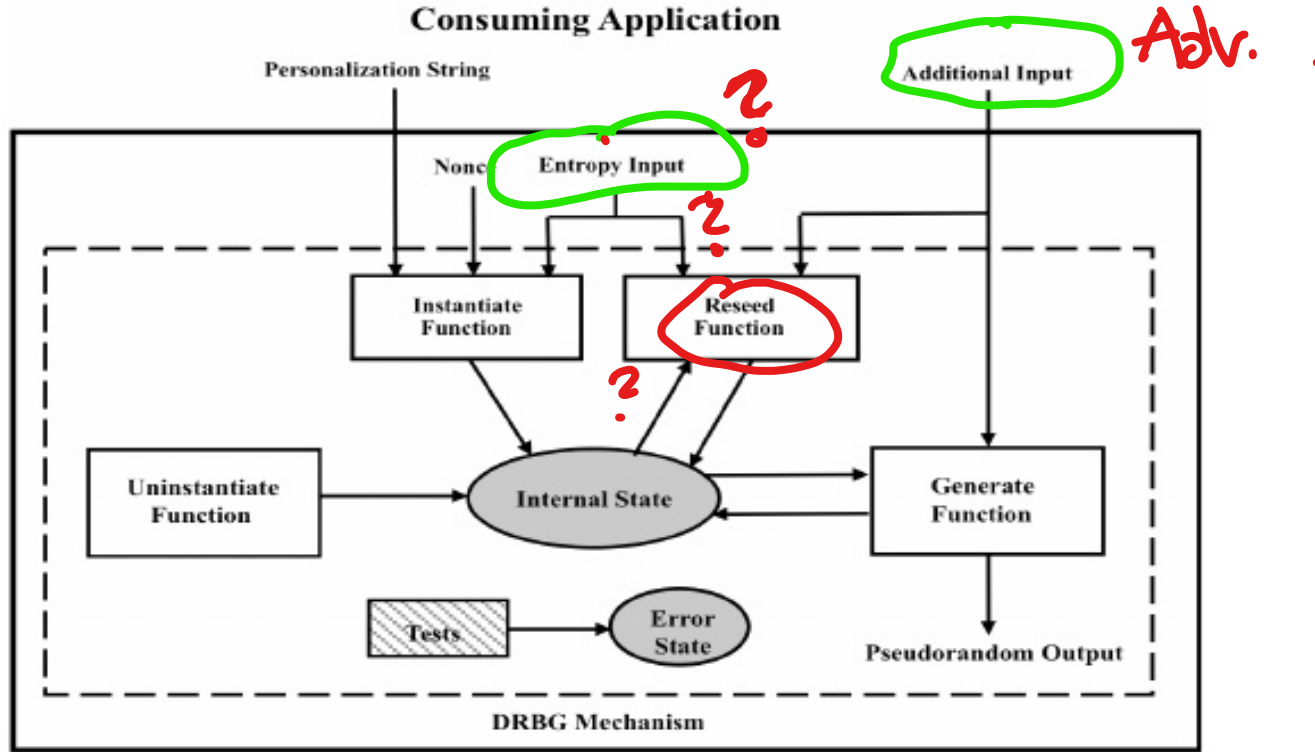 Consuming Application
Personalization String
Additional Input
Adv.
?
Nonc
Entropy Input
?
Instantiate
Function
Reseed
Function
?
Uninstantiate
Function
Internal State
Generate
Function
Tests
Error
State
Pseudorandom Output
DRBG Mechanism